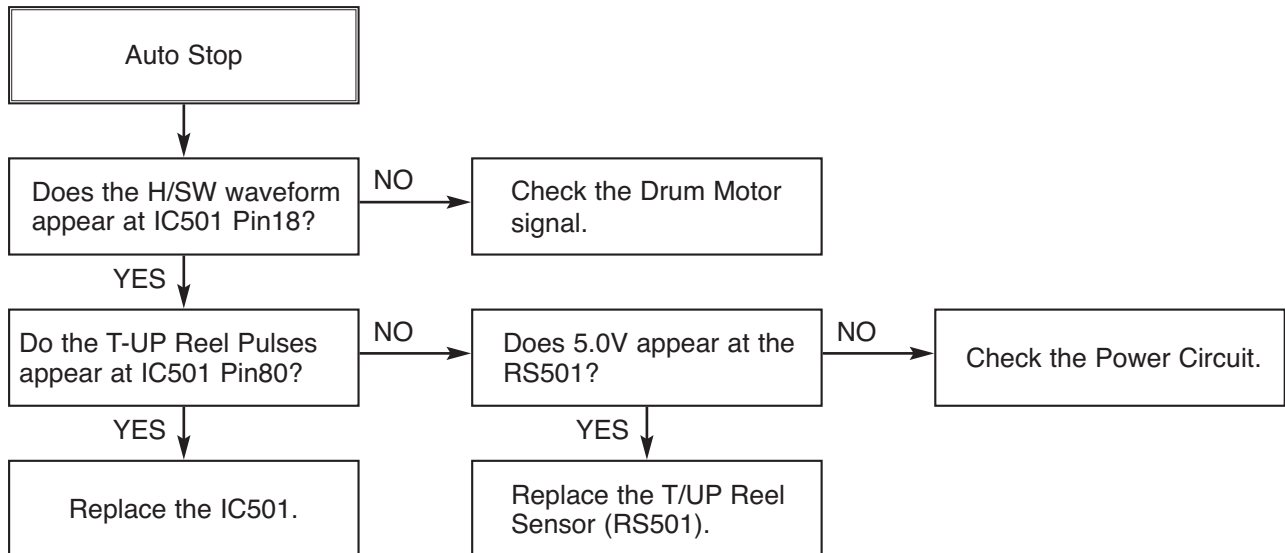 Auto Stop
Does the H/SW waveform
appear at IC501 Pin18?
NO
Check the Drum Motor
signal.
YES
Do the T-UP Reel Pulses
appear at IC501 Pin80?
NO
Does 5.0V appear at the
RS501?
NO
Check the Power Circuit.
YES
YES
Replace the IC501.
Replace the T/UP Reel
Sensor (RS501).